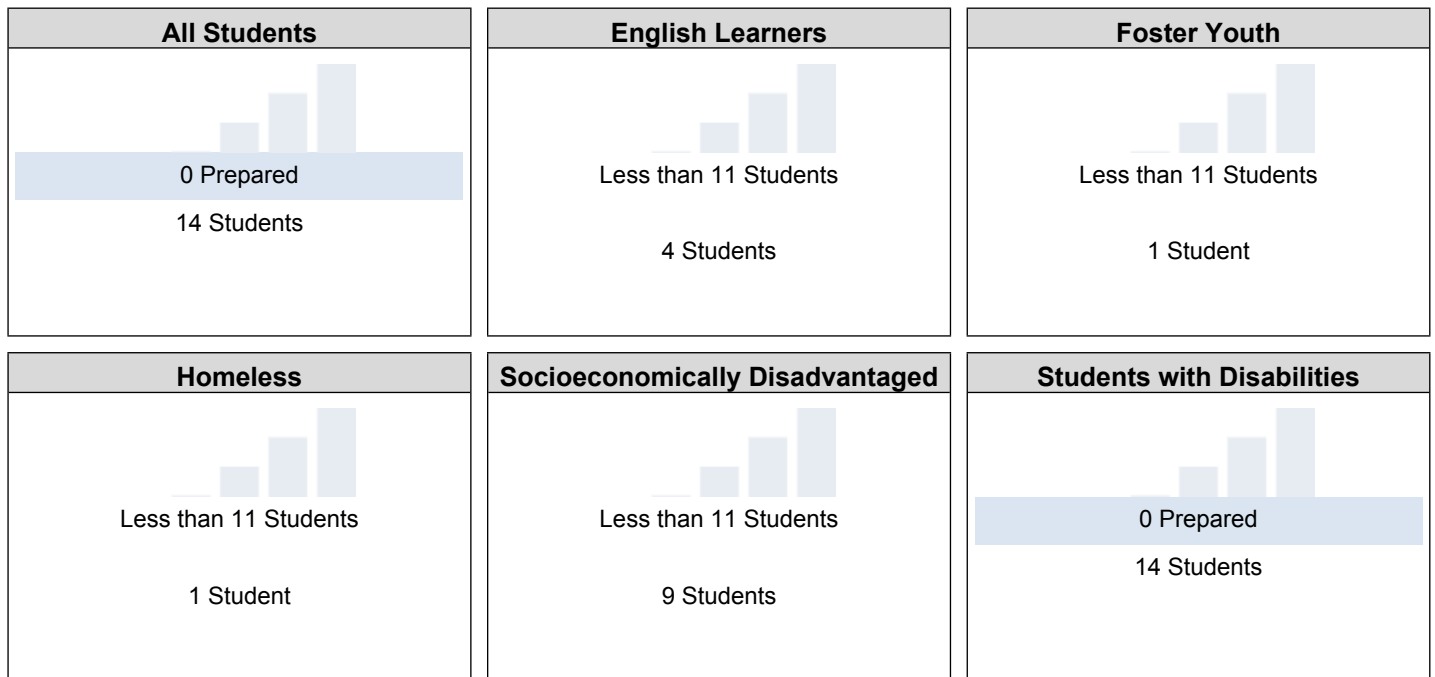 All Students
0 Prepared
14 Students
English Learners
Less than 11 Students
4 Students
Foster Youth
Less than 11 Students
1 Student
Homeless
Less than 11 Students
1 Student
Socioeconomically Disadvantaged
Less than 11 Students
9 Students
Students with Disabilities
0 Prepared
14 Students